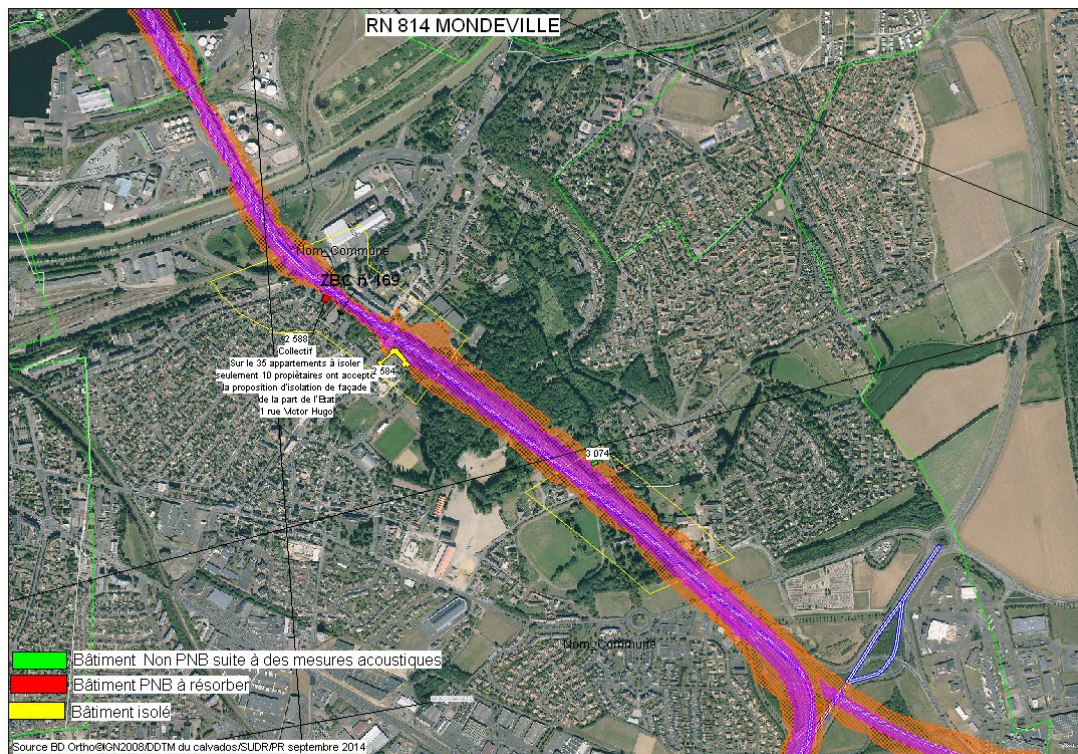 RN 814 MONDEVILLE
Nom_Commune
ZBC n°169
2 588
Collectif
Sur le 35 appartements à isoler
seulement 10 propiètaires ont accepté
la proposition d'isolation de façade
de la part de l'Etat
1 rue Victor Hugo
2 584
3 074
Nom_Commune
Bâtiment Non PNB suite à des mesures acoustiques
Bâtiment PNB à résorber
Bâtiment isolé
Source BD Ortho©IGN2008/DDTM du calvados/SUDR/PR septembre 2014